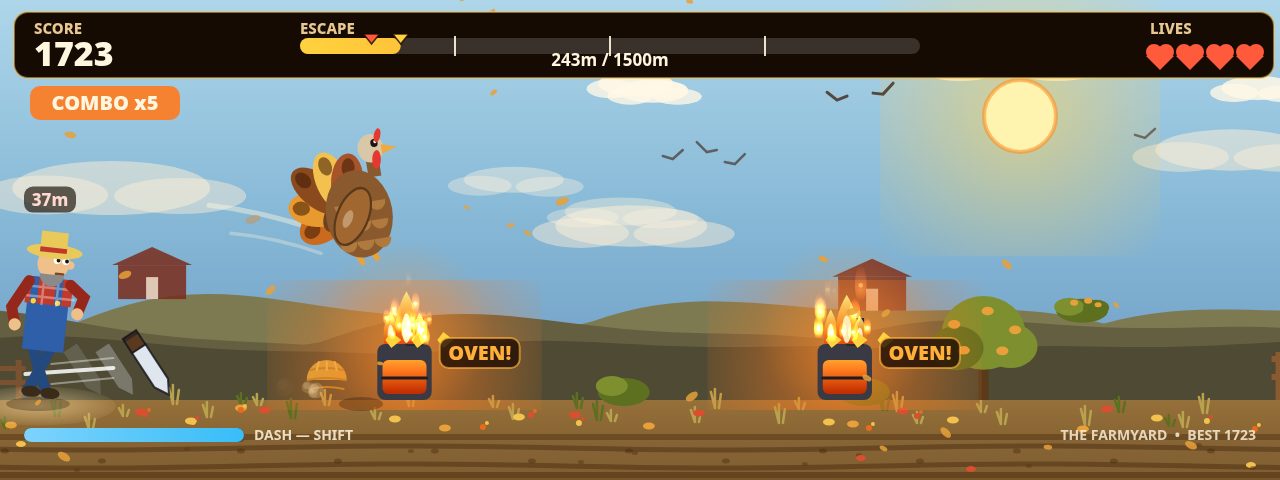 SCORE
1723
ESCAPE
243m / 1500m
LIVES
COMBO x5
37m
OVEN!
OVEN!
DASH — SHIFT
THE FARMYARD • BEST 1723